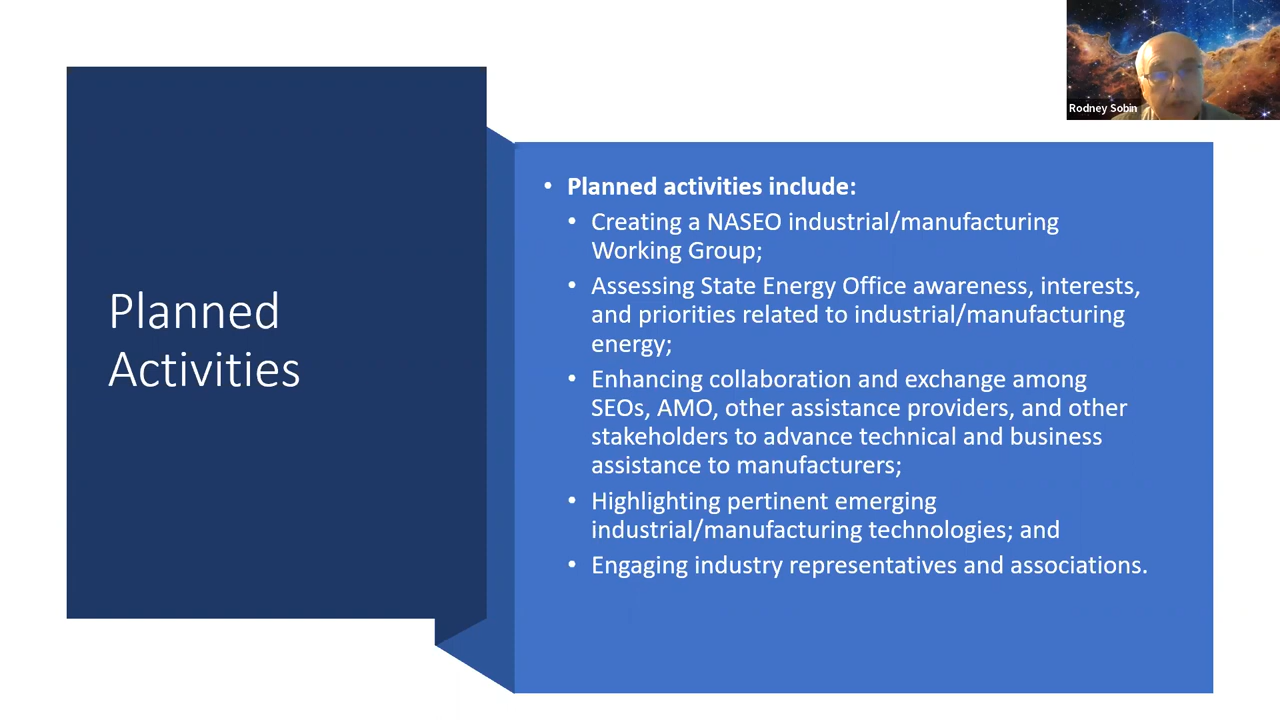 Rodney Sobin
Planned
Activities
• Planned activities include:
• Creating a NASEO industrial/manufacturing
Working Group;
• Assessing State Energy Office awareness, interests,
and priorities related to industrial/manufacturing
energy;
• Enhancing collaboration and exchange among
SEOs, AMO, other assistance providers, and other
stakeholders to advance technical and business
assistance to manufacturers;
• Highlighting pertinent emerging
industrial/manufacturing technologies; and
• Engaging industry representatives and associations.